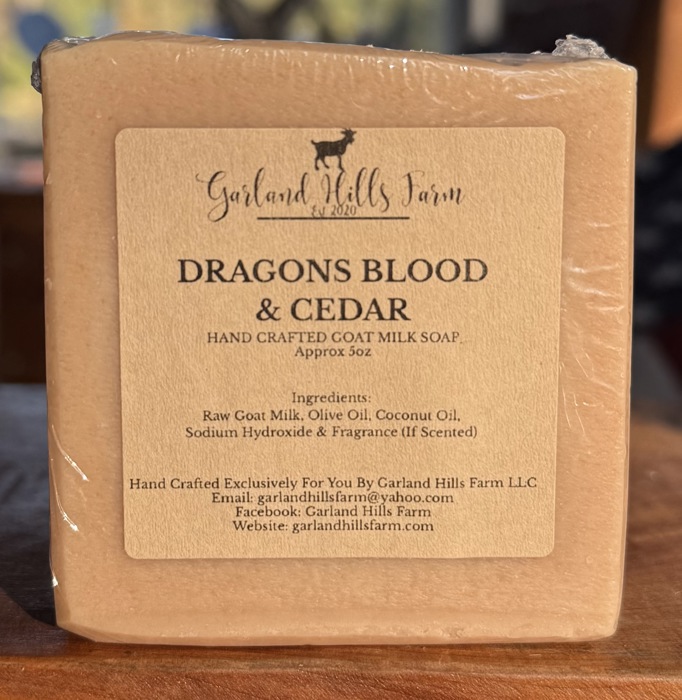 Garland Hills Farm
Est 2020
DRAGONS BLOOD
& CEDAR
HAND CRAFTED GOAT MILK SOAP
Approx 5oz
Ingredients:
Raw Goat Milk, Olive Oil, Coconut Oil,
Sodium Hydroxide & Fragrance (If Scented)
Hand Crafted Exclusively For You By Garland Hills Farm LLC
Email: garlandhillsfarm@yahoo.com
Facebook: Garland Hills Farm
Website: garlandhillsfarm.com